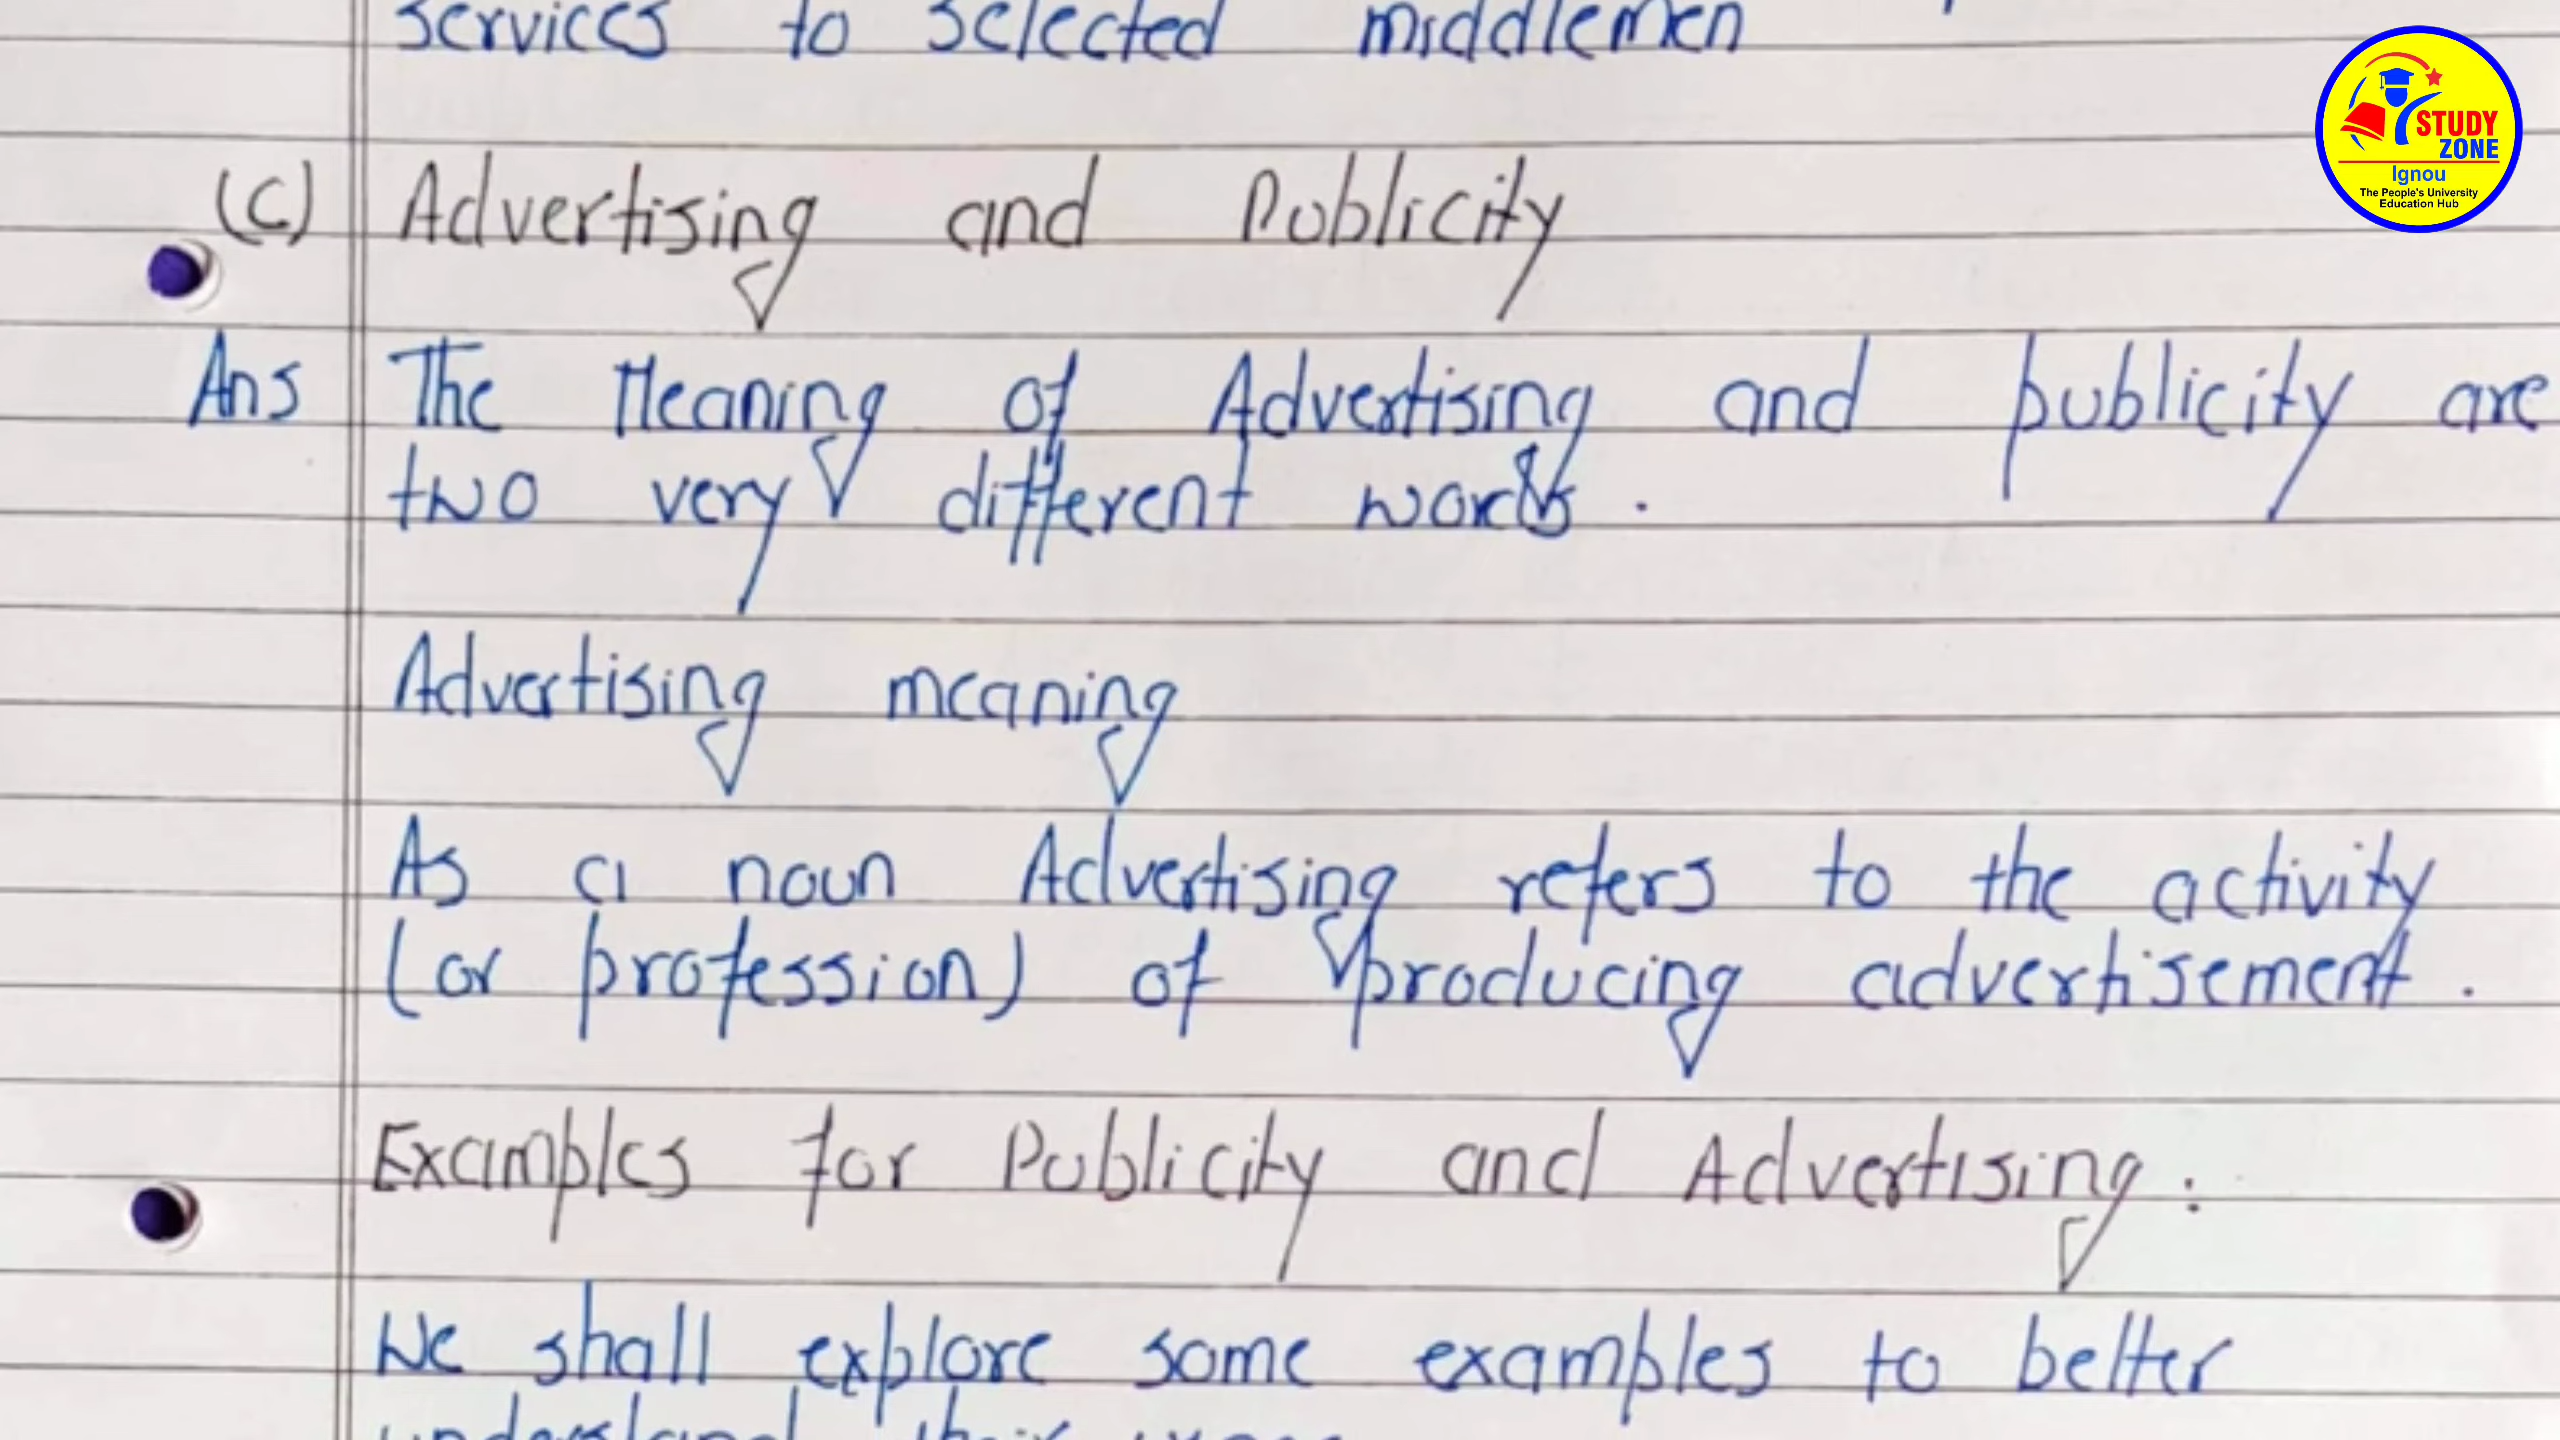 services to selected middlemen
STUDY
ZONE
Ignou
The People's University
Education Hub
(c) Advertising and Publicity
Ans The Meaning of Advertising and publicity are
two very different words.
Advertising meaning
As a noun Advertising refers to the activity
(or profession) of producing advertisement.
Examples for Publicity and Advertising:
We shall explore some examples to better
understand their